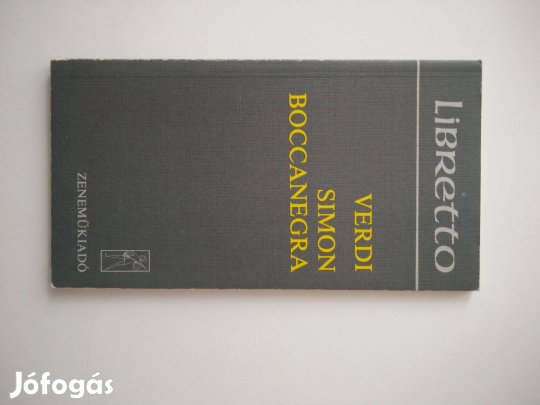 Libretto
VERDI
SIMON
BOCCANEGRA
ZENEMŰKIADÓ
Jófogás